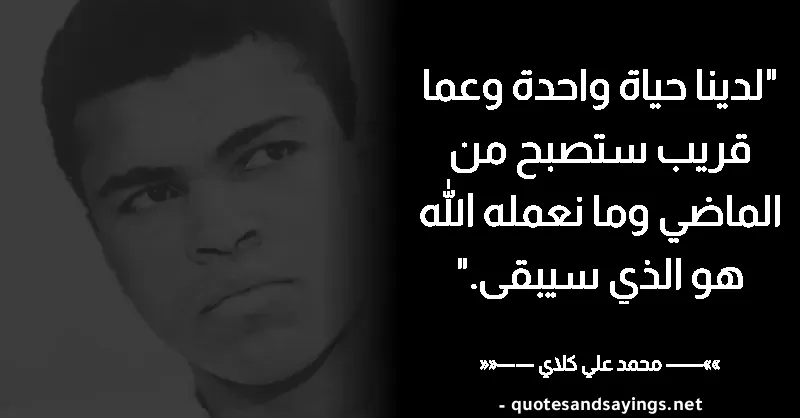 "لدينا حياة واحدة وعما
قريب ستصبح من
الماضي وما نعمله الله
هو الذي سيبقى."
««—— محمد علي كلاي ——»»
- quotesandsayings.net